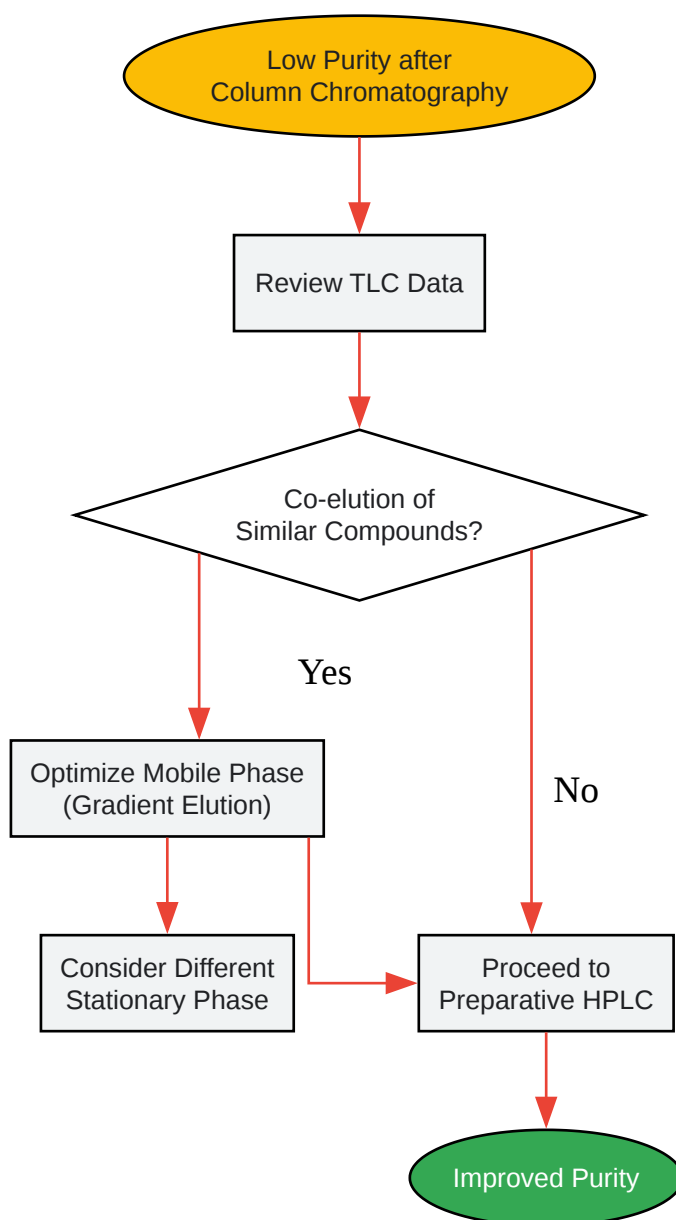 Low Purity after
Column Chromatography
Review TLC Data
Co-elution of
Similar Compounds?
Yes
Optimize Mobile Phase
(Gradient Elution)
No
Consider Different
Stationary Phase
Proceed to
Preparative HPLC
Improved Purity